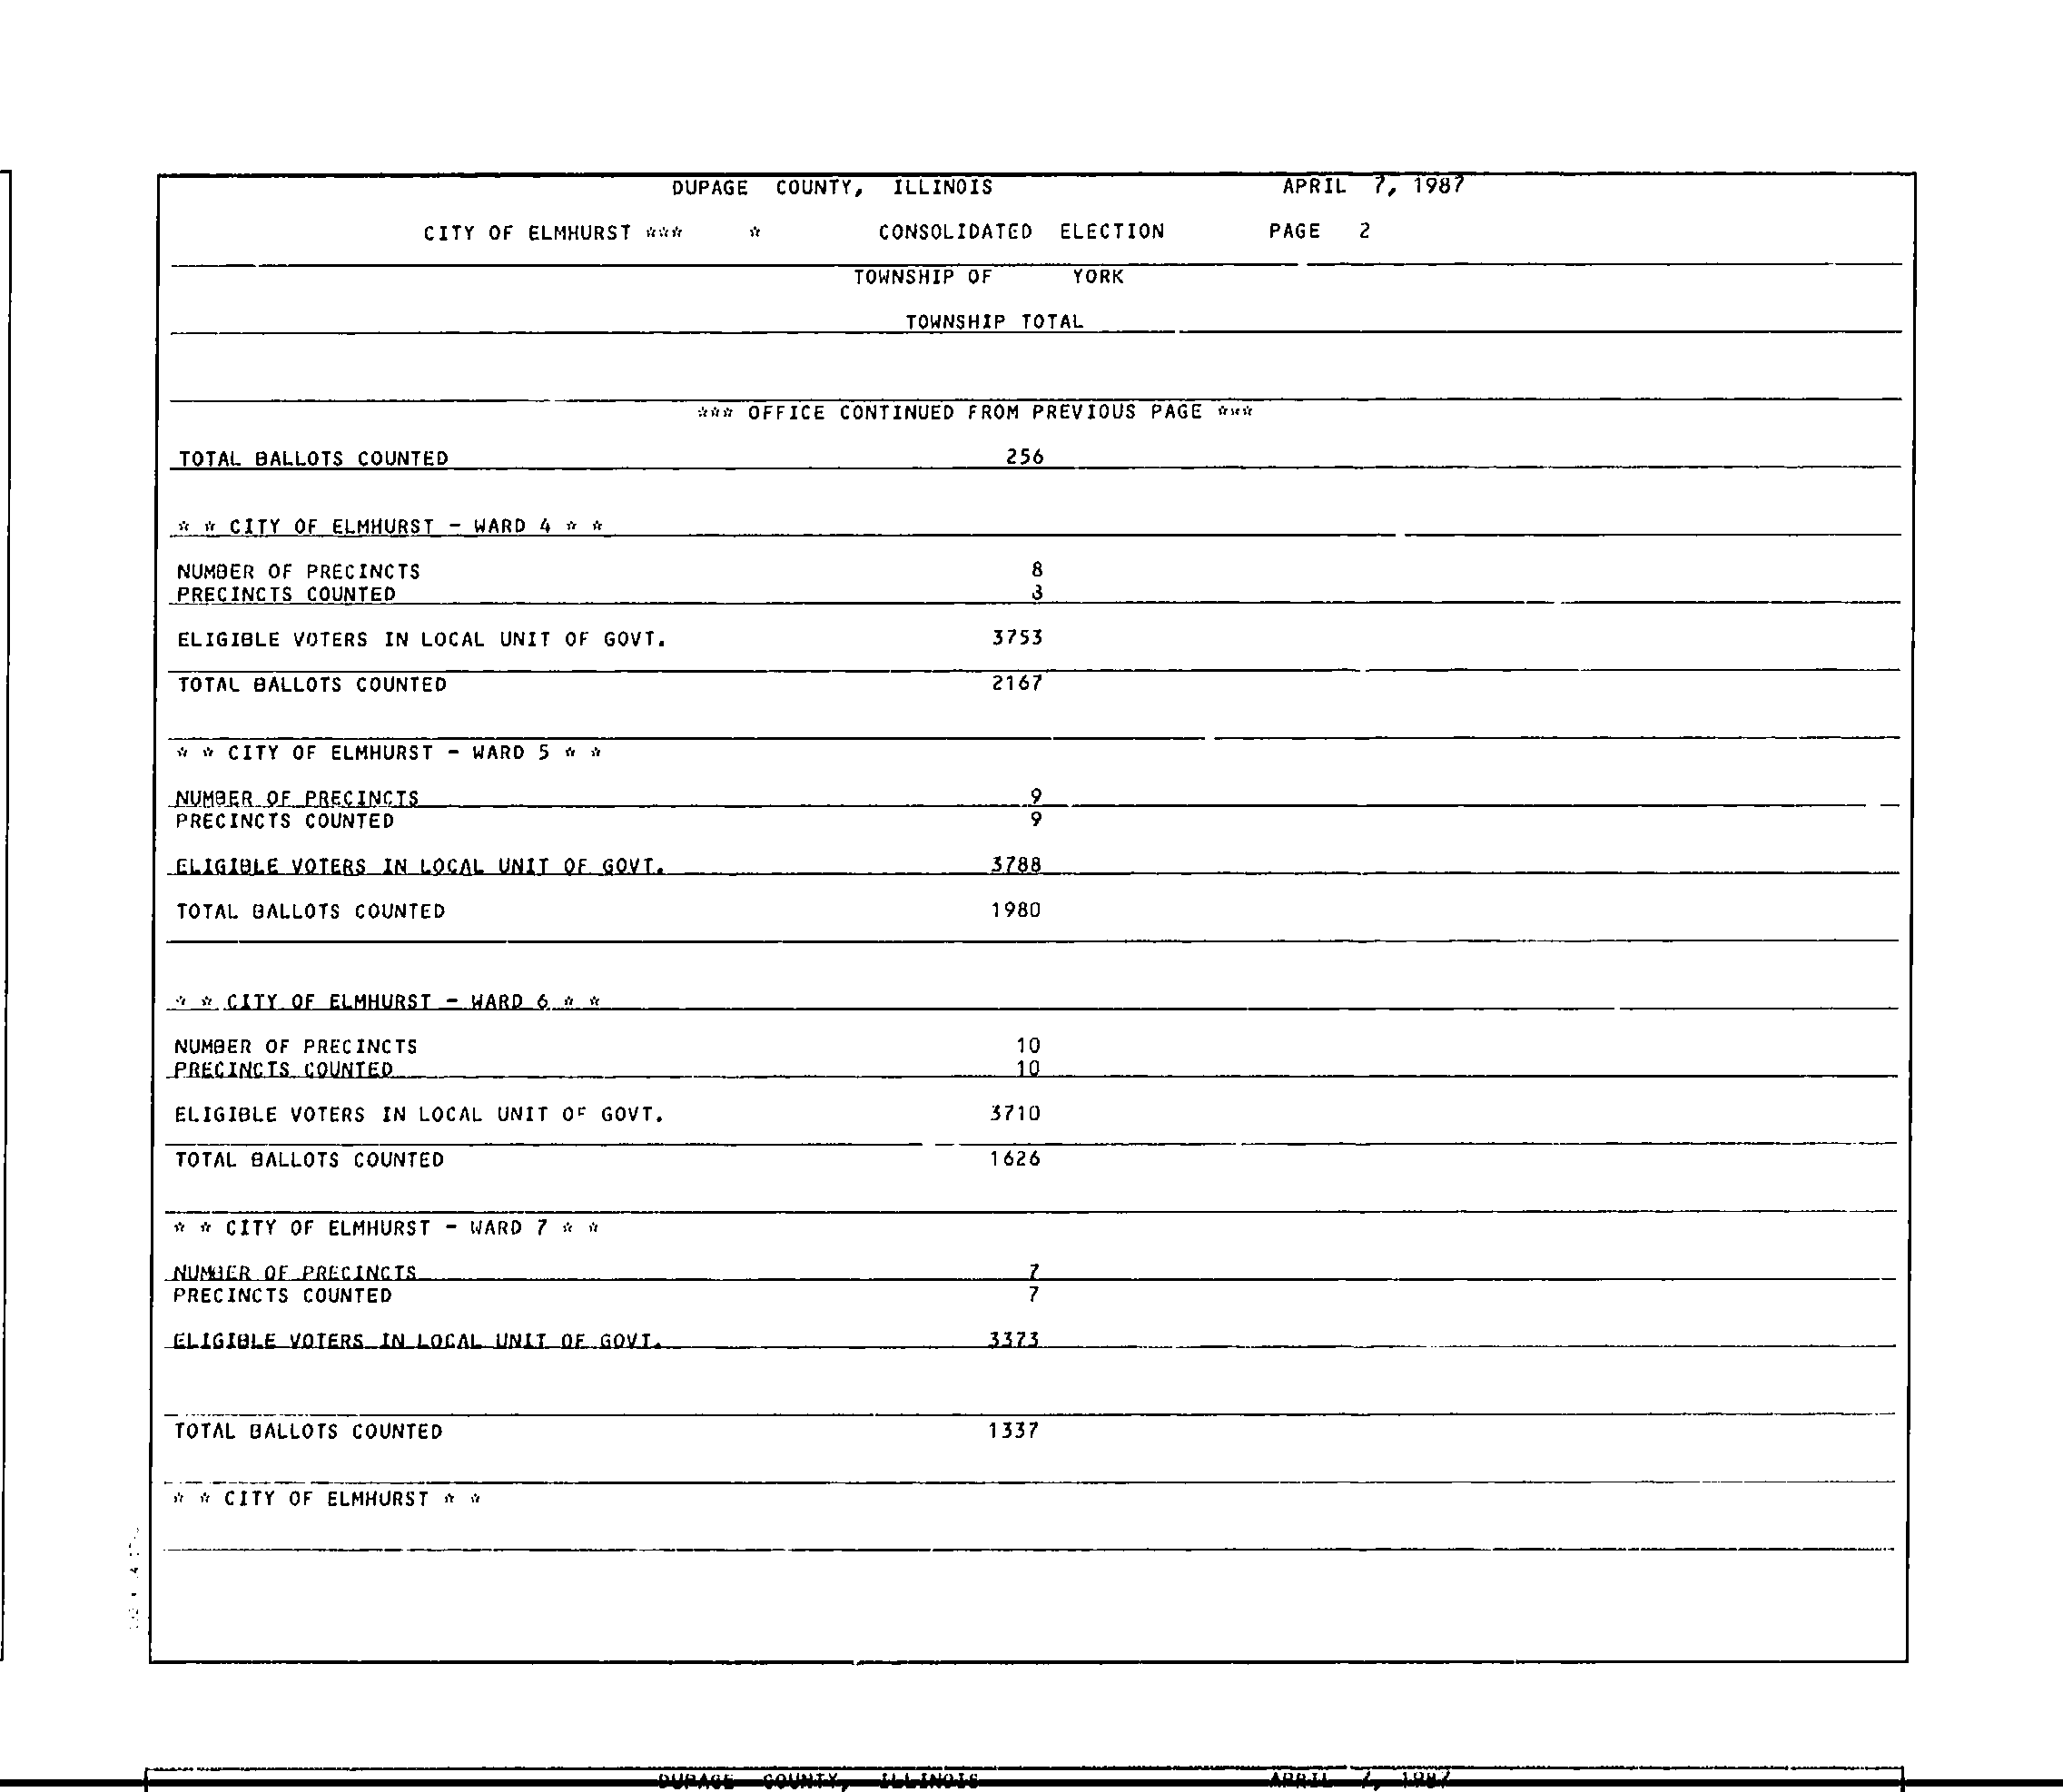 DUPAGE COUNTY, ILLINOIS APRIL 7, 1987
CITY OF ELMHURST *** * CONSOLIDATED ELECTION PAGE 2
TOWNSHIP OF YORK
TOWNSHIP TOTAL
*** OFFICE CONTINUED FROM PREVIOUS PAGE ***
TOTAL BALLOTS COUNTED 256
* * CITY OF ELMHURST - WARD 4 * *
NUMBER OF PRECINCTS 8
PRECINCTS COUNTED
ELIGIBLE VOTERS IN LOCAL UNIT OF GOVT. 3753
TOTAL BALLOTS COUNTED 2167
* * CITY OF ELMHURST - WARD 5 * *
NUMBER OF PRECINCTS 9
PRECINCTS COUNTED 9
ELIGIBLE VOTERS IN LOCAL UNIT OF GOVT. 3788
TOTAL BALLOTS COUNTED 1980
* * CITY OF ELMHURST - WARD 6 * *
NUMBER OF PRECINCTS 10
PRECINCTS COUNTED 10
ELIGIBLE VOTERS IN LOCAL UNIT OF GOVT. 3710
TOTAL BALLOTS COUNTED 1626
* * CITY OF ELMHURST - WARD 7 * *
NUMBER OF PRECINCTS 7
PRECINCTS COUNTED 7
ELIGIBLE VOTERS IN LOCAL UNIT OF GOVT. 3373
TOTAL BALLOTS COUNTED 1337
* * CITY OF ELMHURST * *
DUPAGE COUNTY, ILLINOIS APRIL 7, 1987